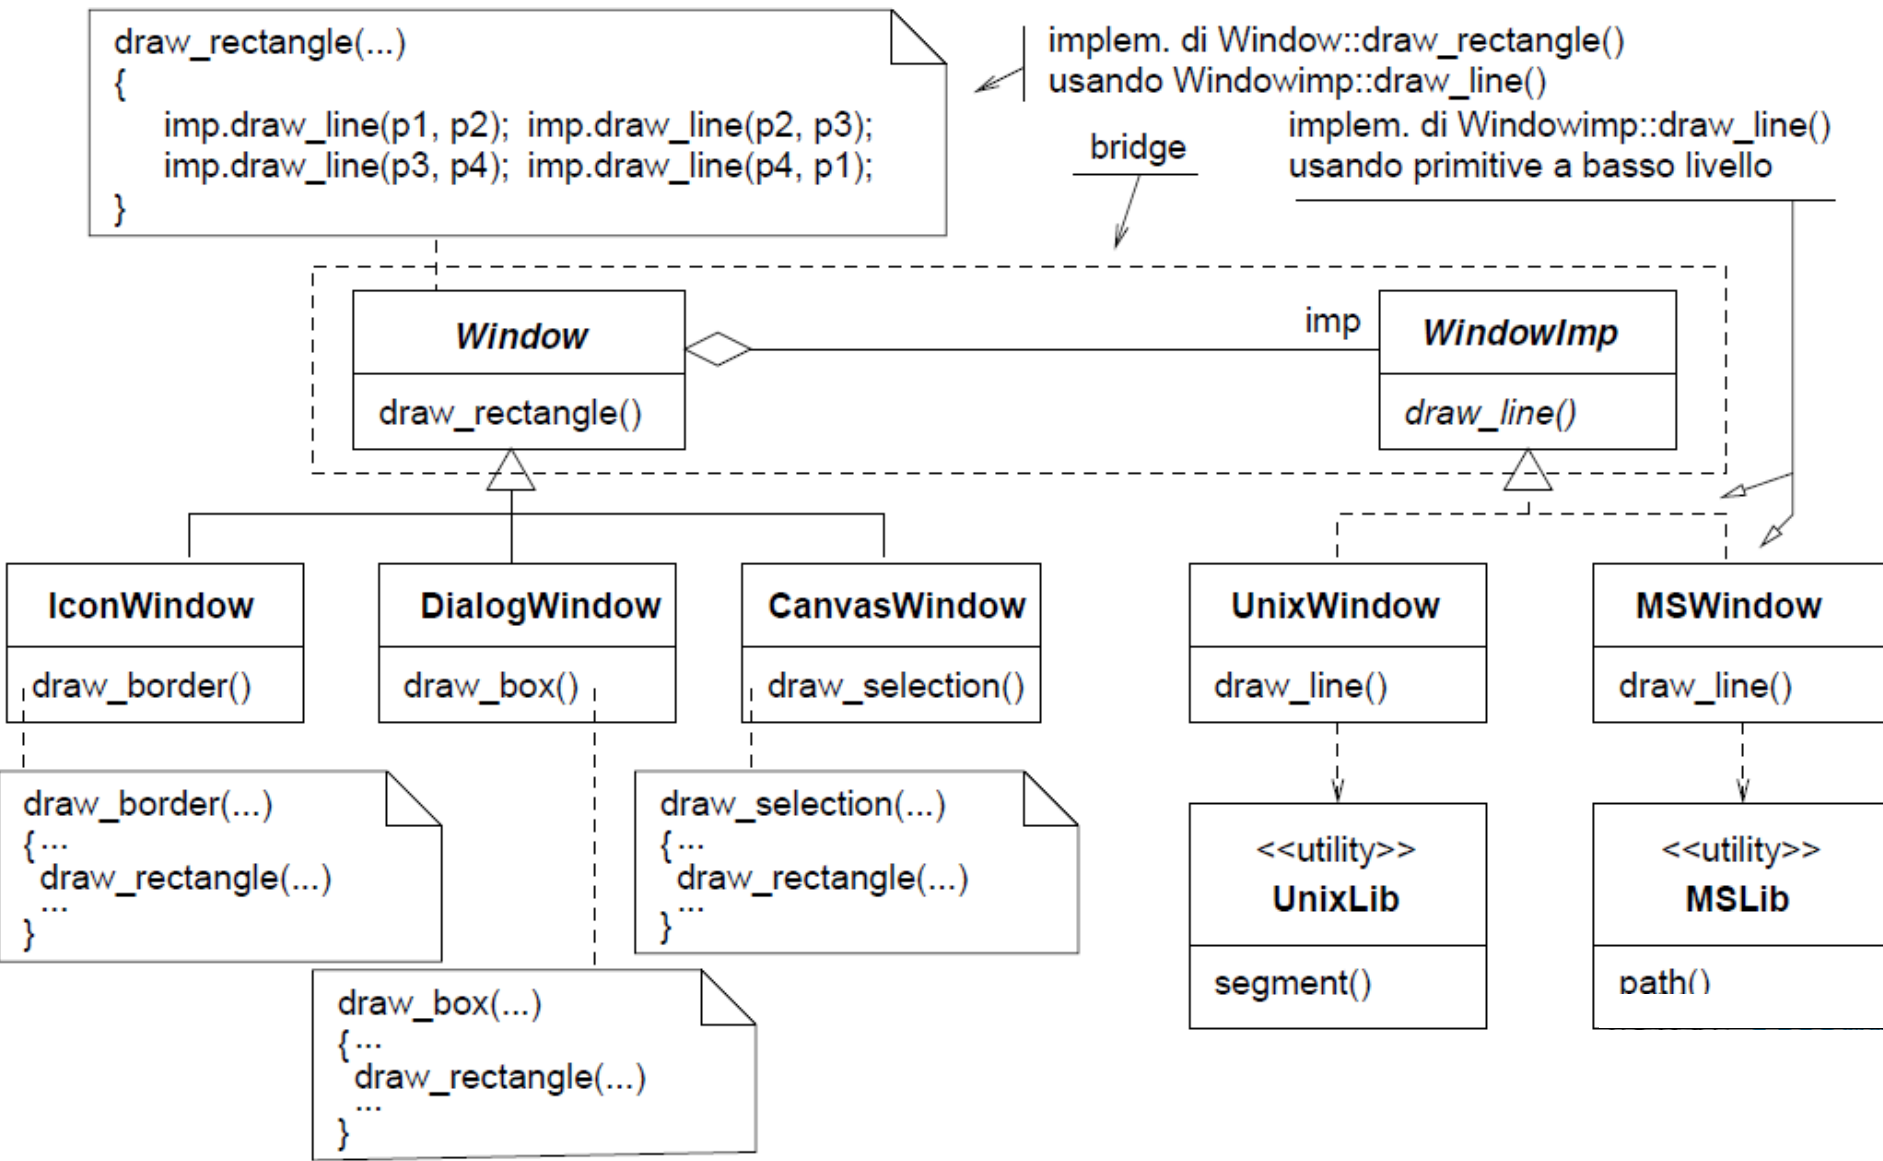 draw_rectangle(...)
{
imp.draw_line(p1, p2); imp.draw_line(p2, p3);
imp.draw_line(p3, p4); imp.draw_line(p4, p1);
}
implem. di Window::draw_rectangle()
usando Windowimp::draw_line()
bridge
implem. di Windowimp::draw_line()
usando primitive a basso livello
Window
draw_rectangle()
imp
WindowImp
draw_line()
IconWindow
draw_border()
DialogWindow
draw_box()
CanvasWindow
draw_selection()
UnixWindow
draw_line()
MSWindow
draw_line()
draw_border(...)
{...
draw_rectangle(...)
...
}
draw_selection(...)
{...
draw_rectangle(...)
...
}
draw_box(...)
{...
draw_rectangle(...)
...
}
<<utility>>
UnixLib
segment()
<<utility>>
MSLib
path()